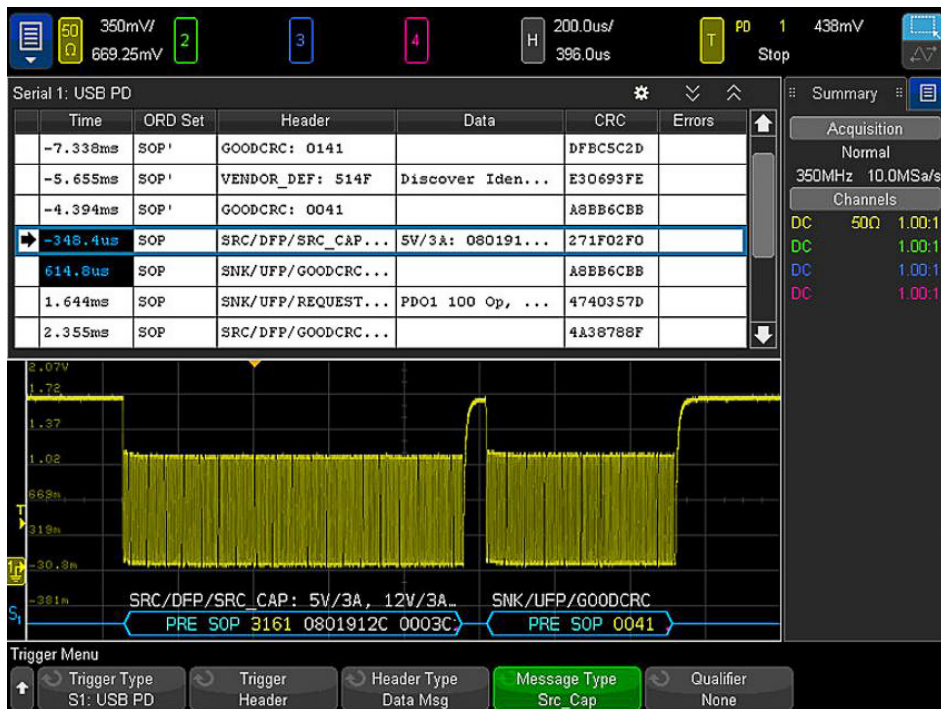 50Ω 350mV/ 669.25mV 2 3 4 H 200.0us/ 396.0us T PD 1 438mV Stop
Serial 1: USB PD
Time ORD Set Header Data CRC Errors
-7.338ms SOP' GOODCRC: 0141 DFBC5C2D
-5.655ms SOP' VENDOR_DEF: 514F Discover Iden... E30693FE
-4.394ms SOP' GOODCRC: 0041 A8BB6CBB
-348.4us SOP SRC/DFP/SRC_CAP... 5V/3A: 080191... 271F02F0
614.8us SOP SNK/UFP/GOODCRC... A8BB6CBB
1.644ms SOP SNK/UFP/REQUEST... PDO1 100 Op, ... 4740357D
2.355ms SOP SRC/DFP/GOODCRC... 4A38788F
Summary
Acquisition
Normal
350MHz 10.0MSa/s
Channels
DC 50Ω 1.00:1
DC 1.00:1
DC 1.00:1
DC 1.00:1
2.07V
1.72
1.37
1.02
669m
T
319m
-30.8m
-381m
SRC/DFP/SRC_CAP: 5V/3A, 12V/3A… SNK/UFP/GOODCRC
S1 PRE SOP 3161 0801912C 0003C PRE SOP 0041
Trigger Menu
Trigger Type Trigger Header Type Message Type Qualifier
S1: USB PD Header Data Msg Src_Cap None